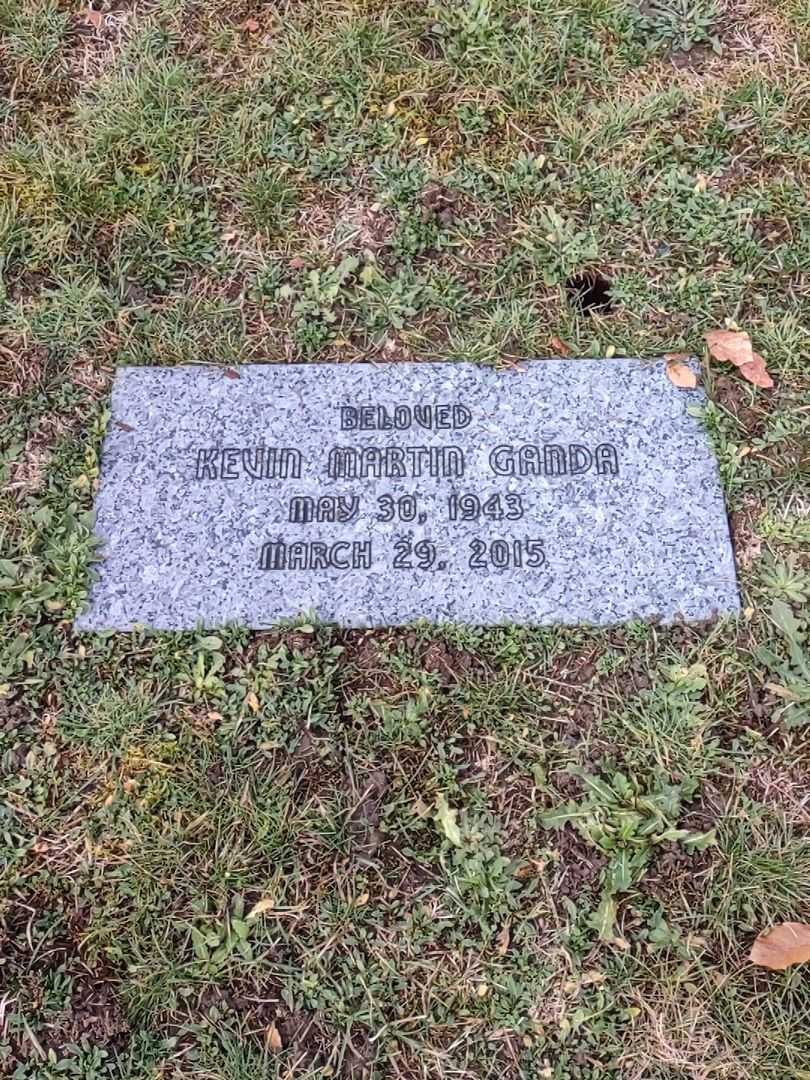 BELOVED
KEVIN MARTIN GANDA
MAY 30, 1943
MARCH 29, 2015